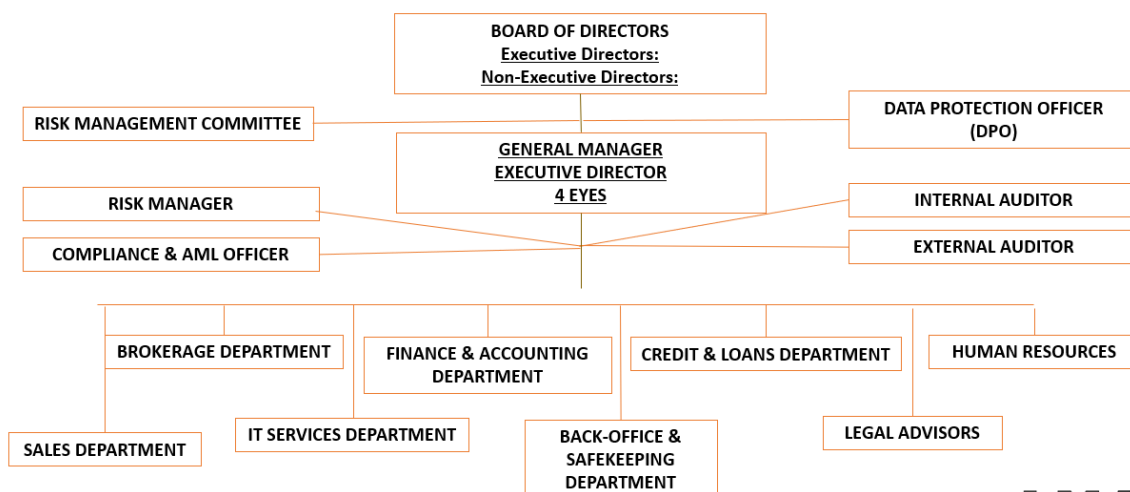 BOARD OF DIRECTORS
Executive Directors:
Non-Executive Directors:
RISK MANAGEMENT COMMITTEE
DATA PROTECTION OFFICER
(DPO)
GENERAL MANAGER
EXECUTIVE DIRECTOR
4 EYES
RISK MANAGER
INTERNAL AUDITOR
COMPLIANCE & AML OFFICER
EXTERNAL AUDITOR
BROKERAGE DEPARTMENT
FINANCE & ACCOUNTING
DEPARTMENT
CREDIT & LOANS DEPARTMENT
HUMAN RESOURCES
SALES DEPARTMENT
IT SERVICES DEPARTMENT
BACK-OFFICE &
SAFEKEEPING
DEPARTMENT
LEGAL ADVISORS